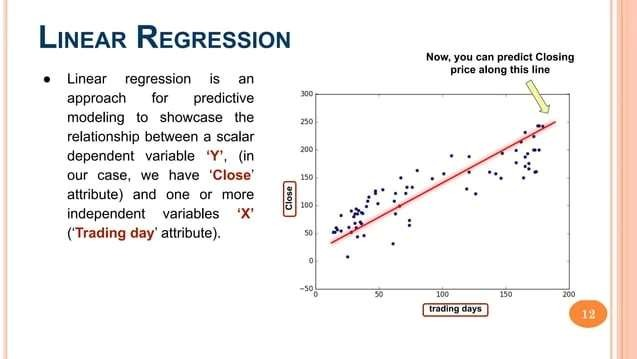 LINEAR REGRESSION
● Linear regression is an
approach for predictive
modeling to showcase the
relationship between a scalar
dependent variable 'Y', (in
our case, we have 'Close'
attribute) and one or more
independent variables 'X'
('Trading day' attribute).
Now, you can predict Closing
price along this line
300
250
200
150
100
50
0
−50
Close
0 50 100 150 200
trading days
12